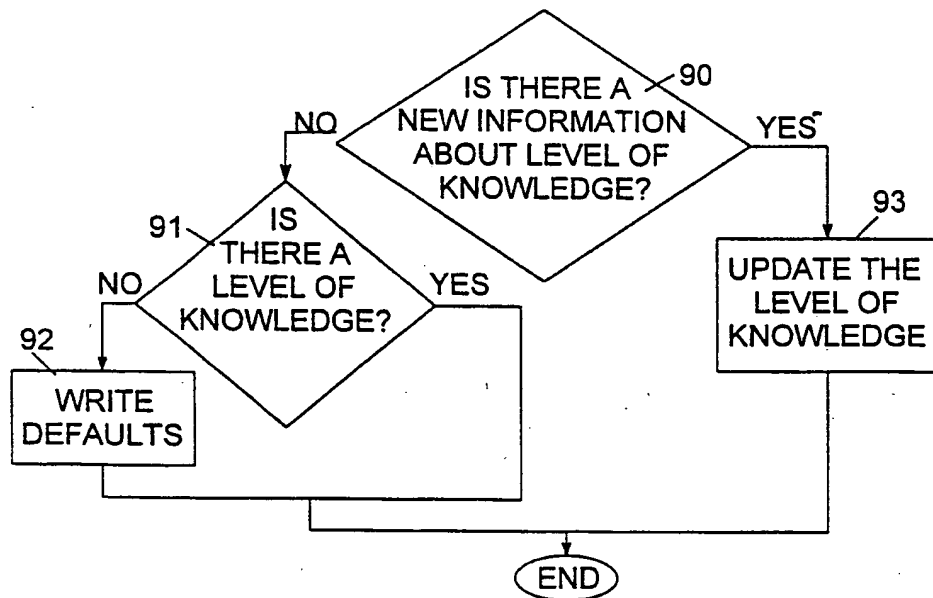 90
IS THERE A
NEW INFORMATION
ABOUT LEVEL OF
KNOWLEDGE?
NO
YES
91
IS
THERE A
LEVEL OF
KNOWLEDGE?
NO
YES
93
UPDATE THE
LEVEL OF
KNOWLEDGE
92
WRITE
DEFAULTS
END